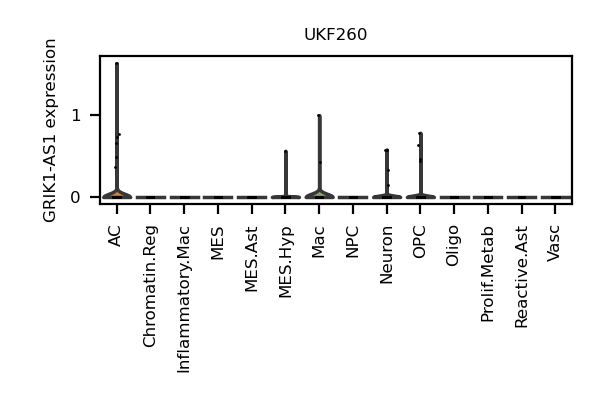 UKF260
GRIK1-AS1 expression
1
0
AC
Chromatin.Reg
Inflammatory.Mac
MES
MES.Ast
MES.Hyp
Mac
NPC
Neuron
OPC
Oligo
Prolif.Metab
Reactive.Ast
Vasc